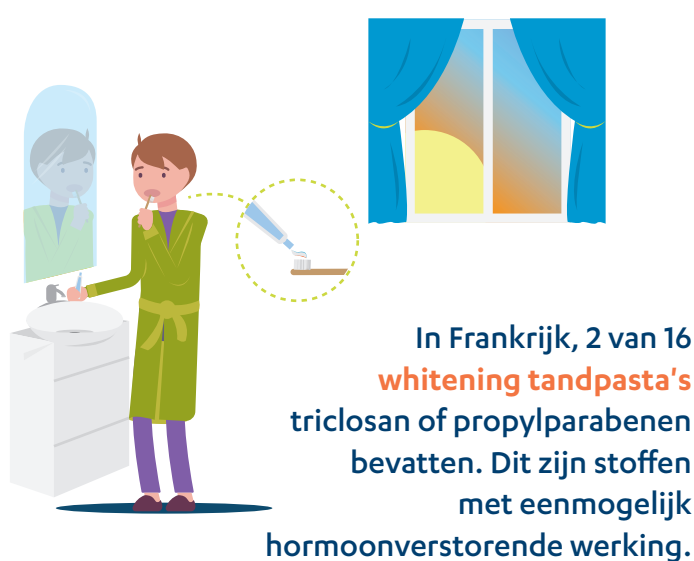 In Frankrijk, 2 van 16
whitening tandpasta's
triclosan of propylparabenen
bevatten. Dit zijn stoffen
met eenmogelijk
hormoonverstorende werking.